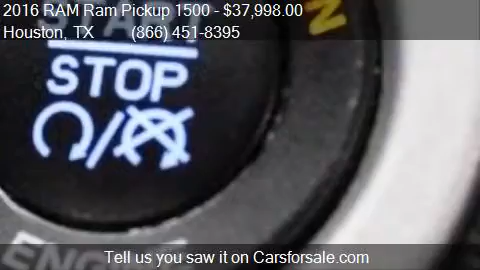 2016 RAM Ram Pickup 1500 - $37,998.00
Houston, TX (866) 451-8395
START
STOP
Tell us you saw it on Carsforsale.com